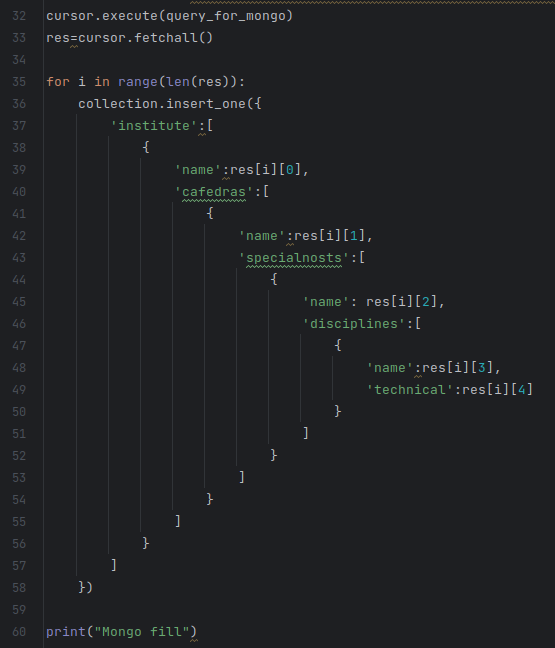 32 cursor.execute(query_for_mongo)
33 res=cursor.fetchall()
34
35 for i in range(len(res)):
36     collection.insert_one({
37         'institute':[
38             {
39                 'name':res[i][0],
40                 'cafedras':[
41                     {
42                         'name':res[i][1],
43                         'specialnosts':[
44                             {
45                                 'name': res[i][2],
46                                 'disciplines':[
47                                     {
48                                         'name':res[i][3],
49                                         'technical':res[i][4]
50                                     }
51                                 ]
52                             }
53                         ]
54                     }
55                 ]
56             }
57         ]
58     })
59
60 print("Mongo fill")